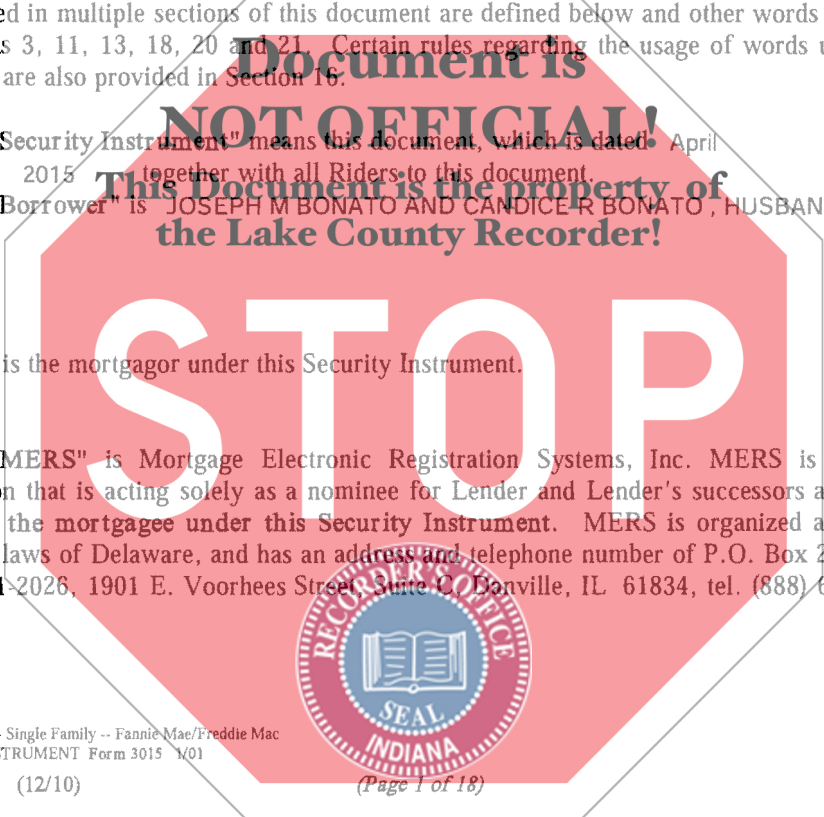 ed in multiple sections of this document are defined below and other words
s 3, 11, 13, 18, 20 and 21. Certain rules regarding the usage of words u
are also provided in Section 16.
Document is
NOT OFFICIAL!
This Document is the property of
the Lake County Recorder!
Security Instrument" means this document, which is dated April
2015 together with all Riders to this document.
Borrower" is JOSEPH M BONATO AND CANDICE R BONATO , HUSBAN
STOP
is the mortgagor under this Security Instrument.
MERS" is Mortgage Electronic Registration Systems, Inc. MERS is
n that is acting solely as a nominee for Lender and Lender's successors a
the mortgagee under this Security Instrument. MERS is organized a
laws of Delaware, and has an address and telephone number of P.O. Box 2
-2026, 1901 E. Voorhees Street, Suite C, Danville, IL 61834, tel. (888) 6
RECORDER'S OFFICE
SEAL
INDIANA
- Single Family -- Fannie Mae/Freddie Mac
STRUMENT Form 3015 1/01
(12/10) (Page 1 of 18)